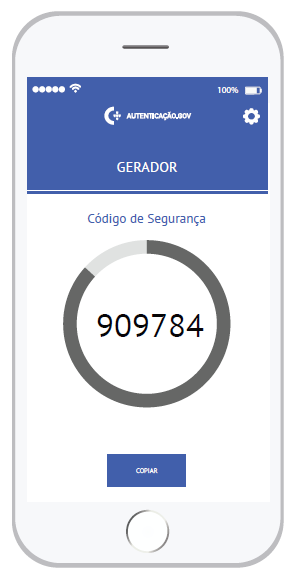 100%
AUTENTICAÇÃO.GOV
GERADOR
Código de Segurança
909784
COPIAR